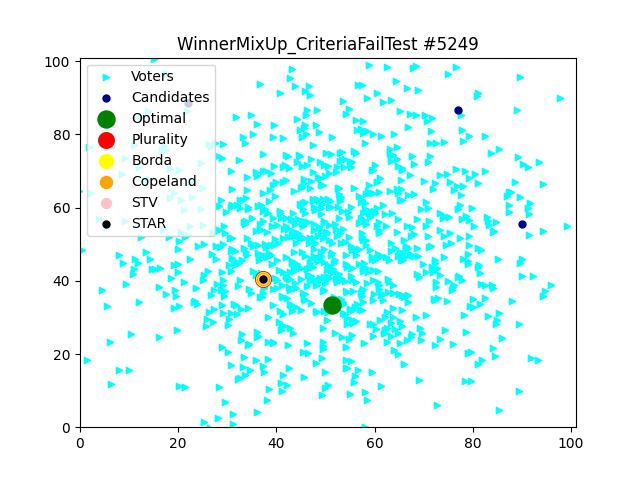 WinnerMixUp_CriteriaFailTest #5249
100
80
60
40
20
0
Voters
Candidates
Optimal
Plurality
Borda
Copeland
STV
STAR
0 20 40 60 80 100